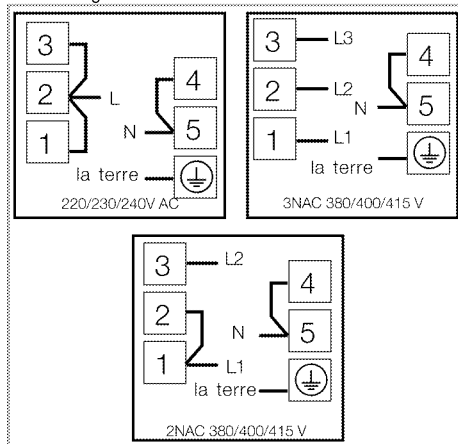 3
2
1
L
4
N
5
la terre
220/230/240V AC
3
L3
2
L2
1
L1
4
N
5
la terre
3NAC 380/400/415 V
3
L2
2
1
L1
4
N
5
la terre
2NAC 380/400/415 V